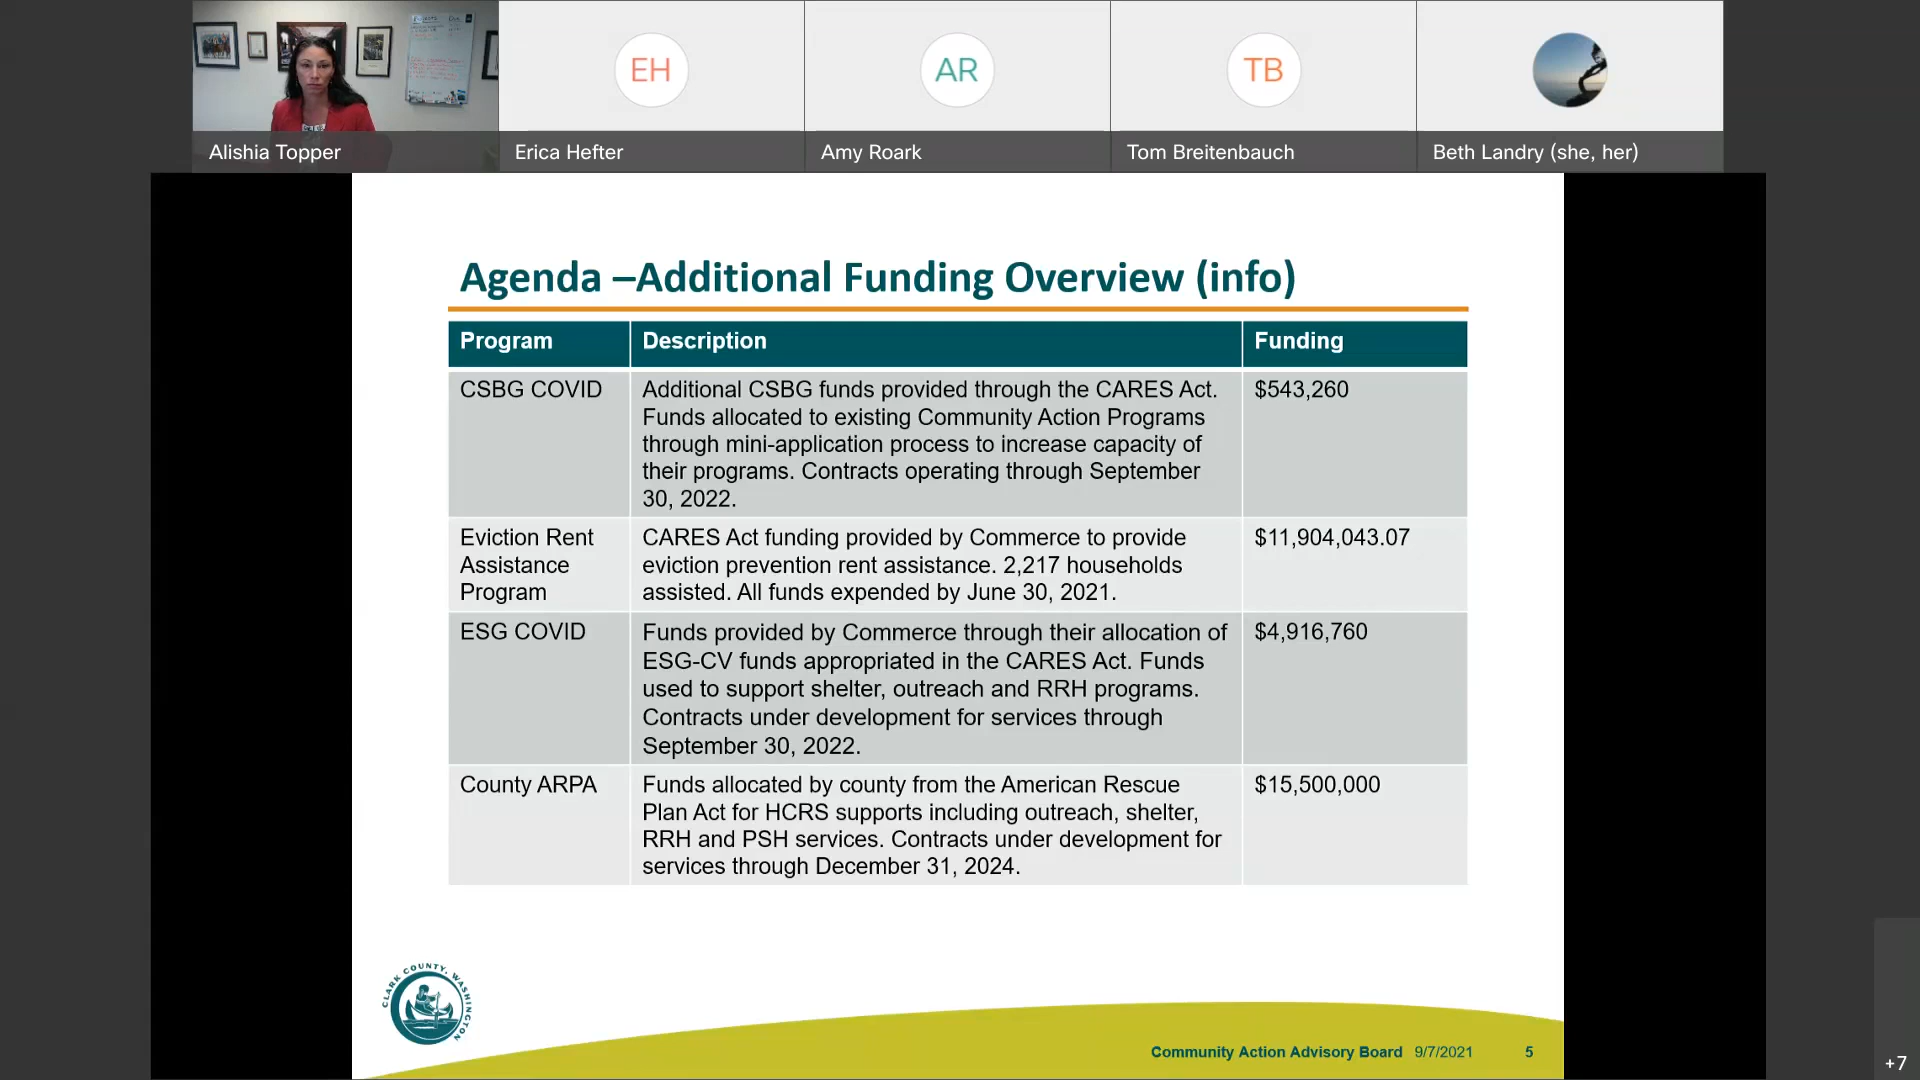 EH
AR
TB
Alishia Topper
Erica Hefter
Amy Roark
Tom Breitenbauch
Beth Landry (she, her)
Agenda –Additional Funding Overview (info)
Program
Description
Funding
CSBG COVID
Additional CSBG funds provided through the CARES Act.
Funds allocated to existing Community Action Programs
through mini-application process to increase capacity of
their programs. Contracts operating through September
30, 2022.
$543,260
Eviction Rent
Assistance
Program
CARES Act funding provided by Commerce to provide
eviction prevention rent assistance. 2,217 households
assisted. All funds expended by June 30, 2021.
$11,904,043.07
ESG COVID
Funds provided by Commerce through their allocation of
ESG-CV funds appropriated in the CARES Act. Funds
used to support shelter, outreach and RRH programs.
Contracts under development for services through
September 30, 2022.
$4,916,760
County ARPA
Funds allocated by county from the American Rescue
Plan Act for HCRS supports including outreach, shelter,
RRH and PSH services. Contracts under development for
services through December 31, 2024.
$15,500,000
CLARK COUNTY, WASHINGTON
Community Action Advisory Board 9/7/2021 5
+7